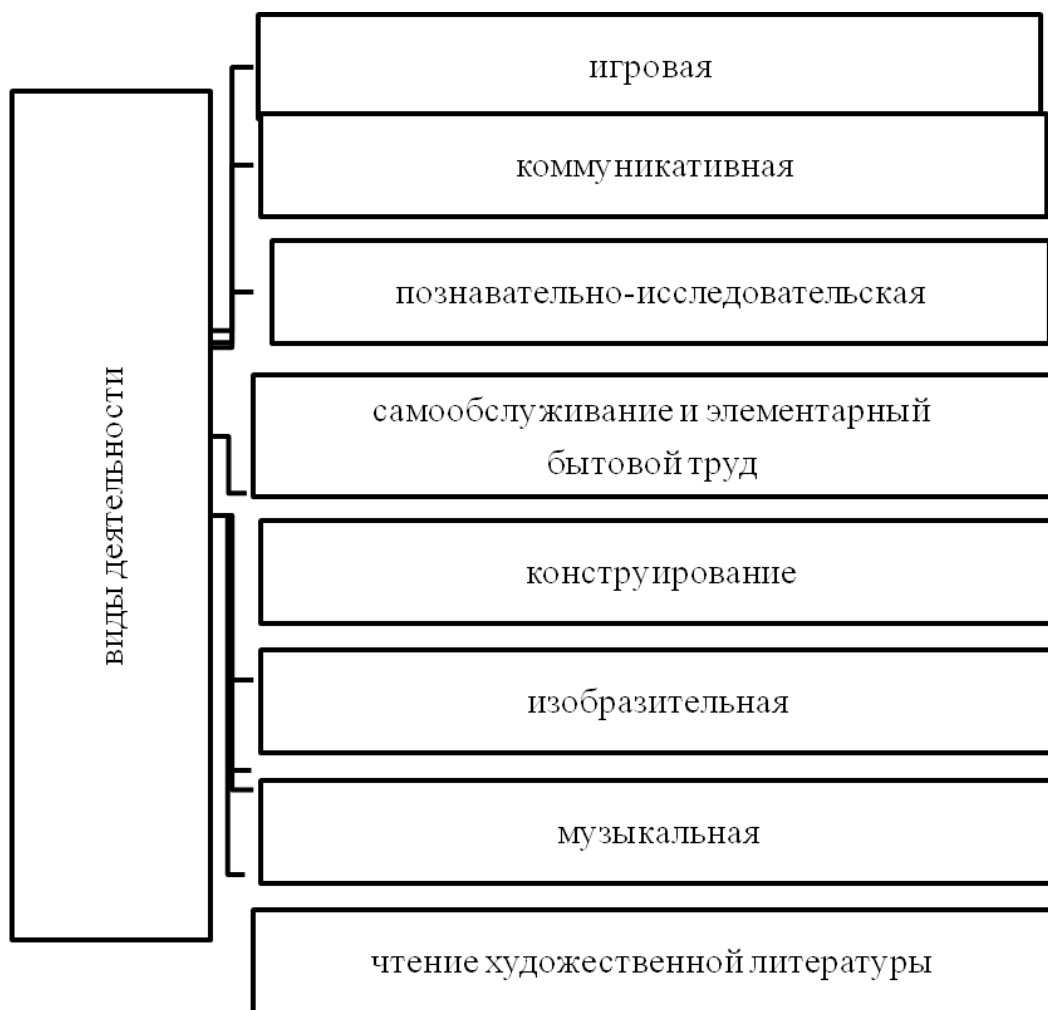 виды деятельности
игровая
коммуникативная
познавательно-исследовательская
самообслуживание и элементарный
бытовой труд
конструирование
изобразительная
музыкальная
чтение художественной литературы